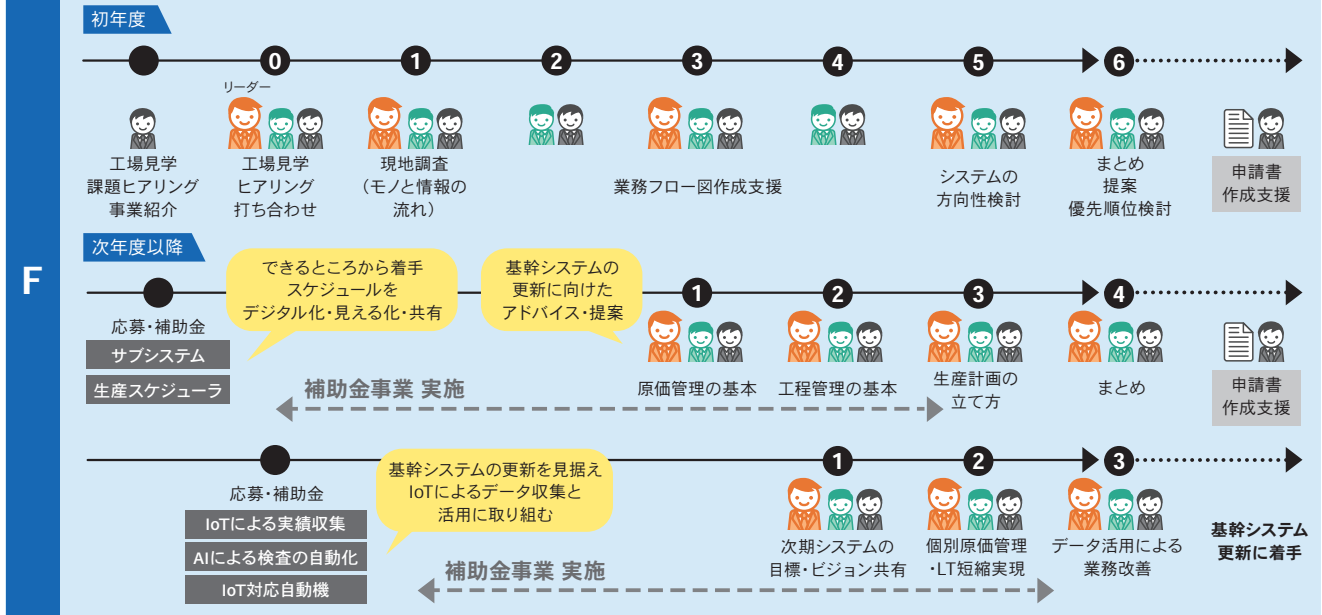 F
初年度
0
1
2
3
4
5
6
リーダー
工場見学
課題ヒアリング
事業紹介
工場見学
ヒアリング
打ち合わせ
現地調査
（モノと情報の
流れ）
業務フロー図作成支援
システムの
方向性検討
まとめ
提案
優先順位検討
申請書
作成支援
次年度以降
応募・補助金
サブシステム
生産スケジューラ
できるところから着手
スケジュールを
デジタル化・見える化・共有
基幹システムの
更新に向けた
アドバイス・提案
1
2
3
4
原価管理の基本
工程管理の基本
生産計画の
立て方
まとめ
申請書
作成支援
補助金事業 実施
応募・補助金
IoTによる実績収集
AIによる検査の自動化
IoT対応自動機
基幹システムの更新を見据え
IoTによるデータ収集と
活用に取り組む
1
2
3
次期システムの
目標・ビジョン共有
個別原価管理
・LT短縮実現
データ活用による
業務改善
基幹システム
更新に着手
補助金事業 実施